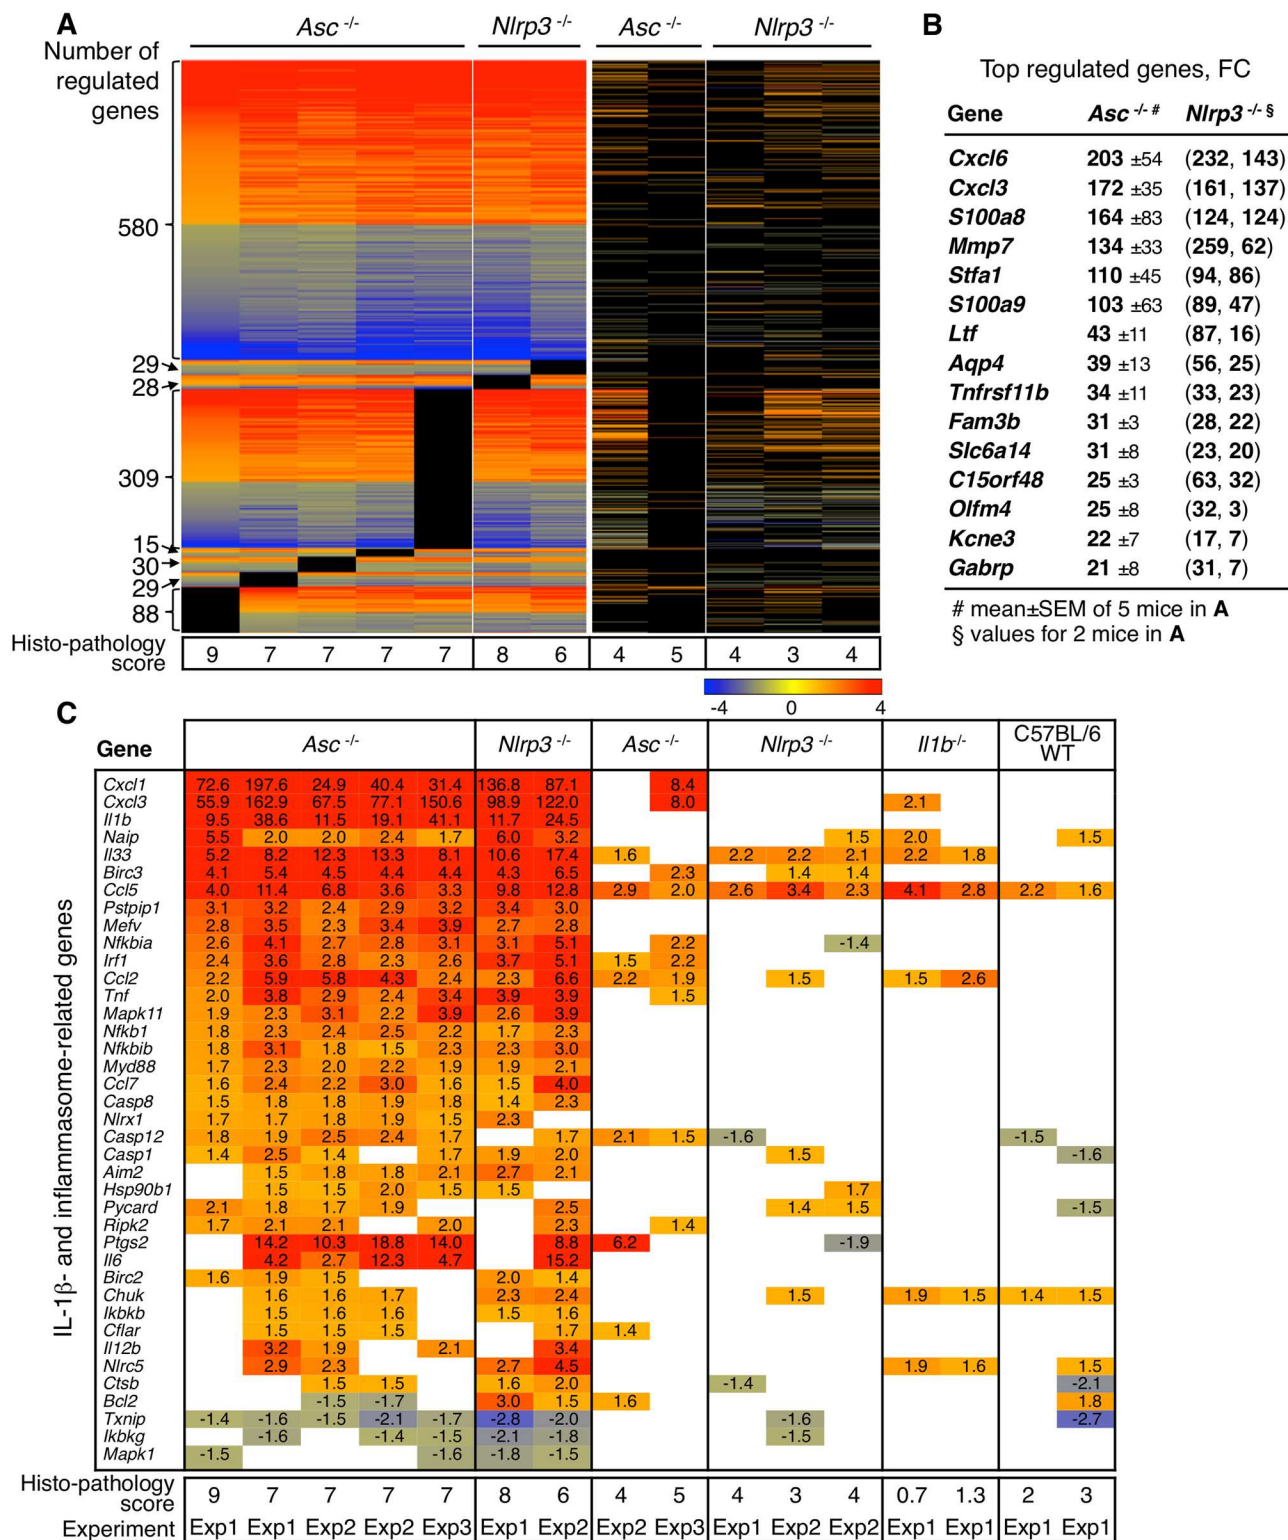 A
Asc -/- Nlrp3 -/- Asc -/- Nlrp3 -/-
Number of
regulated
genes
580
29
28
309
15
30
29
88
Histo-pathology
score
9 7 7 7 7 8 6 4 5 4 3 4
-4 0 4
B
Top regulated genes, FC
Gene Asc -/- # Nlrp3 -/- §
Cxcl6 203 ±54 (232, 143)
Cxcl3 172 ±35 (161, 137)
S100a8 164 ±83 (124, 124)
Mmp7 134 ±33 (259, 62)
Stfa1 110 ±45 (94, 86)
S100a9 103 ±63 (89, 47)
Ltf 43 ±11 (87, 16)
Aqp4 39 ±13 (56, 25)
Tnfrsf11b 34 ±11 (33, 23)
Fam3b 31 ±3 (28, 22)
Slc6a14 31 ±8 (23, 20)
C15orf48 25 ±3 (63, 32)
Olfm4 25 ±8 (32, 3)
Kcne3 22 ±7 (17, 7)
Gabrp 21 ±8 (31, 7)
# mean±SEM of 5 mice in A
§ values for 2 mice in A
C
Gene Asc -/- Nlrp3 -/- Asc -/- Nlrp3 -/- Il1b-/- C57BL/6
WT
IL-1β- and inflammasome-related genes
Cxcl1 72.6 197.6 24.9 40.4 31.4 136.8 87.1 8.4
Cxcl3 55.9 162.9 67.5 77.1 150.6 98.9 122.0 8.0 2.1
Il1b 9.5 38.6 11.5 19.1 41.1 11.7 24.5
Naip 5.5 2.0 2.0 2.4 1.7 6.0 3.2 1.5 2.0 1.5
Il33 5.2 8.2 12.3 13.3 8.1 10.6 17.4 1.6 2.2 2.2 2.1 2.2 1.8
Birc3 4.1 5.4 4.5 4.4 4.4 4.3 6.5 2.3 1.4 1.4
Ccl5 4.0 11.4 6.8 3.6 3.3 9.8 12.8 2.9 2.0 2.6 3.4 2.3 4.1 2.8 2.2 1.6
Pstpip1 3.1 3.2 2.4 2.9 3.2 3.4 3.0
Mefv 2.8 3.5 2.3 3.4 3.9 2.7 2.8
Nfkbia 2.6 4.1 2.7 2.8 3.1 3.1 5.1 2.2 -1.4
Irf1 2.4 3.6 2.8 2.3 2.6 3.7 5.1 1.5 2.2
Ccl2 2.2 5.9 5.8 4.3 2.4 2.3 6.6 2.2 1.9 1.5 1.5 2.6
Tnf 2.0 3.8 2.9 2.4 3.4 3.9 3.9 1.5
Mapk11 1.9 2.3 3.1 2.2 3.9 2.6 3.9
Nfkb1 1.8 2.3 2.4 2.5 2.2 1.7 2.3
Nfkbib 1.8 3.1 1.8 1.5 2.3 2.3 3.0
Myd88 1.7 2.3 2.0 2.2 1.9 1.9 2.1
Ccl7 1.6 2.4 2.2 3.0 1.6 1.5 4.0
Casp8 1.5 1.8 1.8 1.9 1.8 1.4 2.3
Nlrx1 1.7 1.7 1.8 1.9 1.5 2.3
Casp12 1.8 1.9 2.5 2.4 1.7 1.7 2.1 1.5 -1.6 -1.5
Casp1 1.4 2.5 1.4 1.7 1.9 2.0 1.5 -1.6
Aim2 1.5 1.8 1.8 2.1 2.7 2.1
Hsp90b1 1.5 1.5 2.0 1.5 1.5 1.7
Pycard 2.1 1.8 1.7 1.9 2.5 1.4 1.5 -1.5
Ripk2 1.7 2.1 2.1 2.0 2.3 1.4
Ptgs2 14.2 10.3 18.8 14.0 8.8 6.2 -1.9
Il6 4.2 2.7 12.3 4.7 15.2
Birc2 1.6 1.9 1.5 2.0 1.4
Chuk 1.6 1.6 1.7 2.3 2.4 1.5 1.9 1.5 1.4 1.5
Ikbkb 1.5 1.6 1.6 1.5 1.6
Cflar 1.5 1.5 1.5 1.7 1.4
Il12b 3.2 1.9 2.1 3.4
Nlrc5 2.9 2.3 2.7 4.5 1.9 1.6 1.5
Ctsb 1.5 1.5 1.6 2.0 -1.4 -2.1
Bcl2 -1.5 -1.7 3.0 1.5 1.6 1.8
Txnip -1.4 -1.6 -1.5 -2.1 -1.7 -2.8 -2.0 -1.6 -2.7
Ikbkg -1.6 -1.4 -1.5 -2.1 -1.8 -1.5
Mapk1 -1.5 -1.6 -1.8 -1.5
Histo-pathology
score
9 7 7 7 7 8 6 4 5 4 3 4 0.7 1.3 2 3
Experiment Exp1 Exp1 Exp2 Exp2 Exp3 Exp1 Exp2 Exp2 Exp3 Exp1 Exp2 Exp2 Exp1 Exp1 Exp1 Exp1